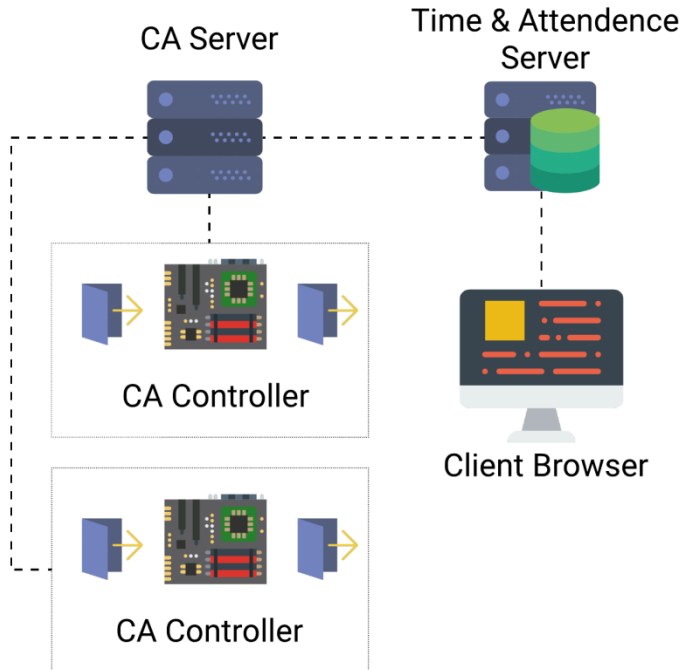 CA Server
Time & Attendence
Server
CA Controller
Client Browser
CA Controller